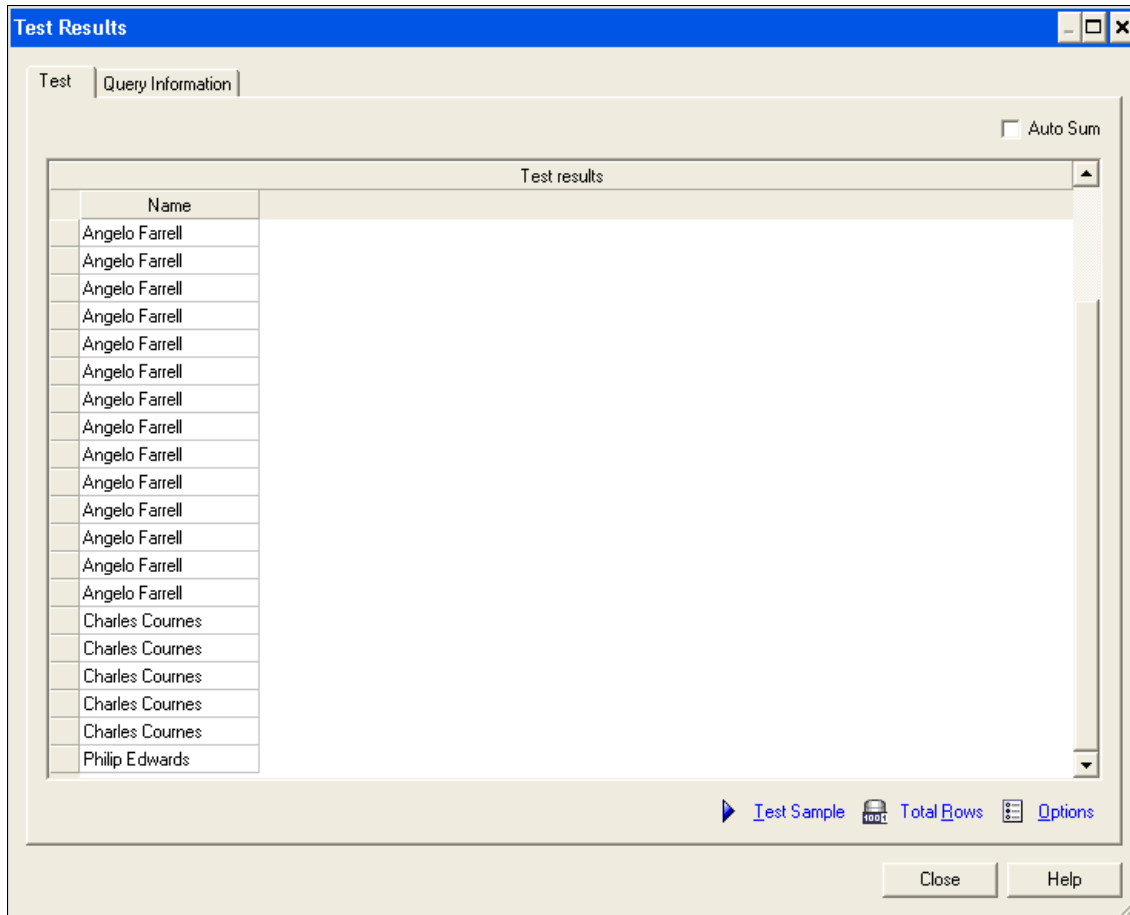 Test Results
Test
Query Information
Auto Sum
Test results
Name
Angelo Farrell
Angelo Farrell
Angelo Farrell
Angelo Farrell
Angelo Farrell
Angelo Farrell
Angelo Farrell
Angelo Farrell
Angelo Farrell
Angelo Farrell
Angelo Farrell
Angelo Farrell
Angelo Farrell
Angelo Farrell
Charles Cournes
Charles Cournes
Charles Cournes
Charles Cournes
Charles Cournes
Philip Edwards
Test Sample
1001
Total Rows
Options
Close
Help